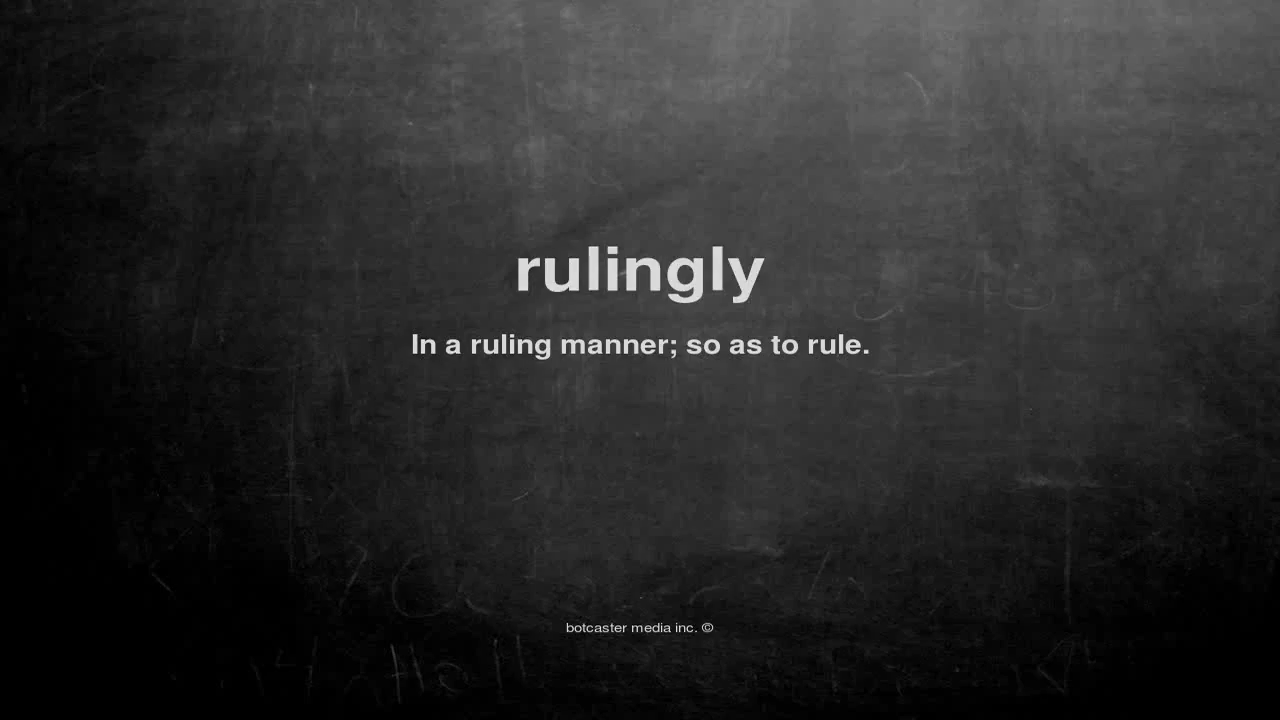 rulingly
In a ruling manner; so as to rule.
botcaster media inc. ©